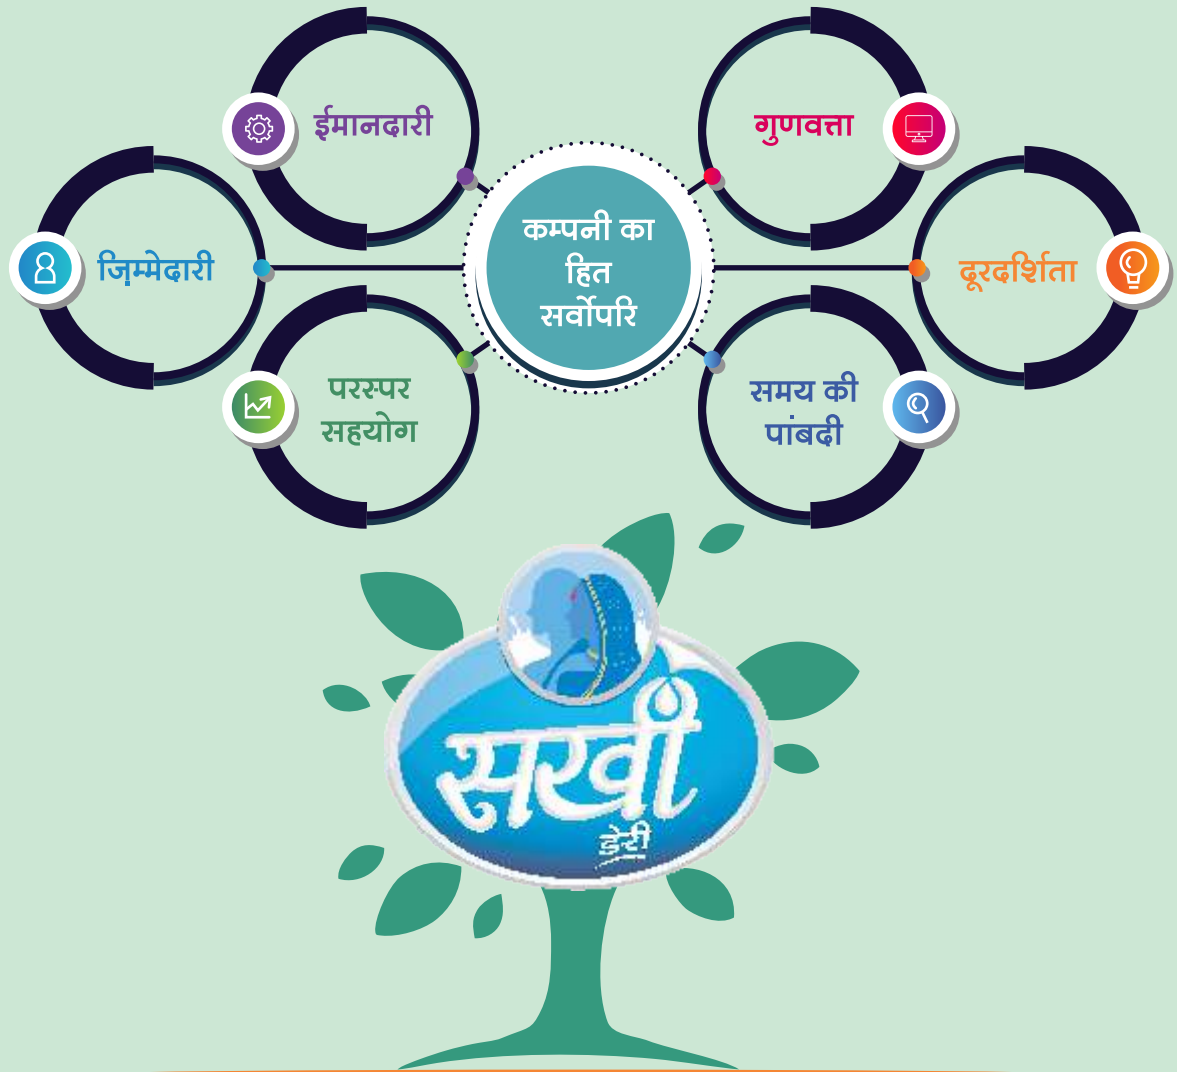 ईमानदारी
गुणवत्ता
कम्पनी का
हित
सर्वोपरि
ज़िम्मेदारी
दूरदर्शिता
परस्पर
सहयोग
समय की
पांबदी
सखी
डेरी